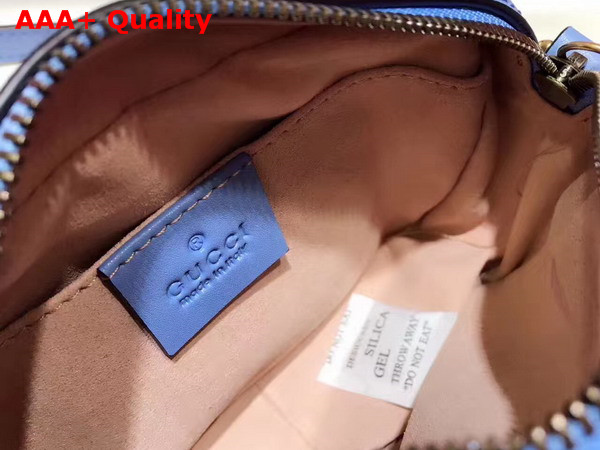 AAA+ Quality
®
GUCCI
made in Italy
SILICA
GEL
THROW AWAY
"DO NOT EAT"